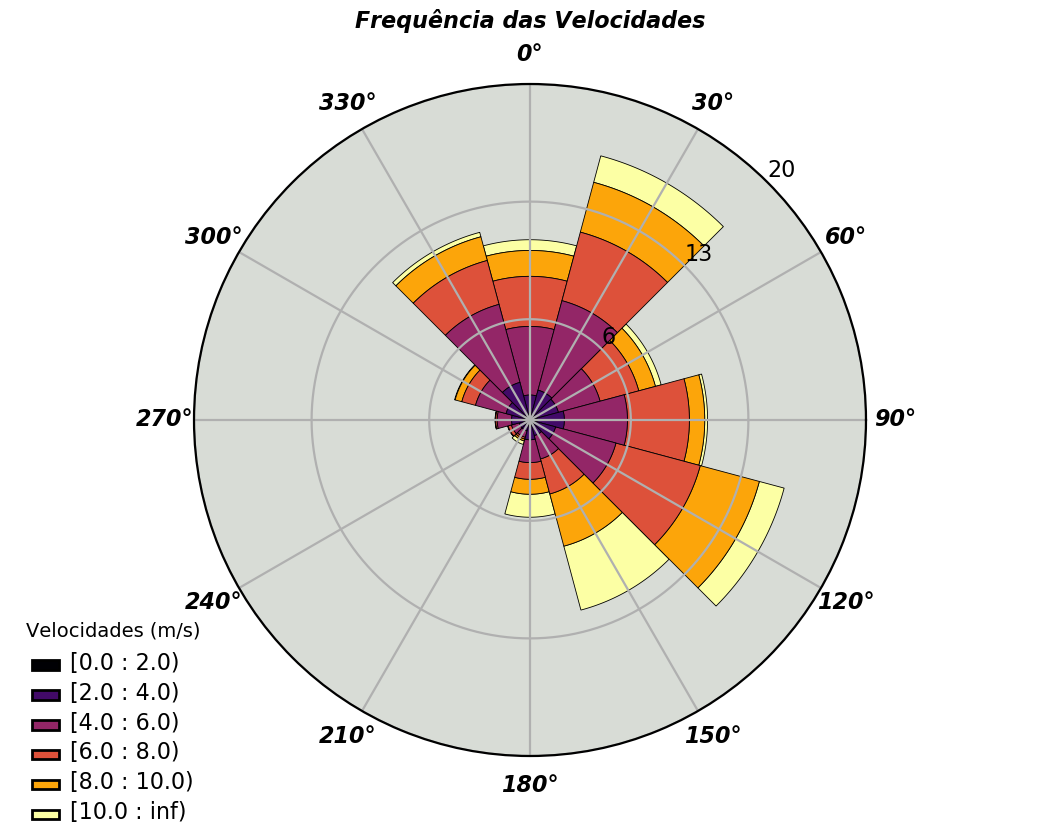 Frequência das Velocidades
0°
330°
30°
20
300°
60°
13
6
270°
90°
240°
120°
210°
150°
180°
Velocidades (m/s)
[0.0 : 2.0)
[2.0 : 4.0)
[4.0 : 6.0)
[6.0 : 8.0)
[8.0 : 10.0)
[10.0 : inf)